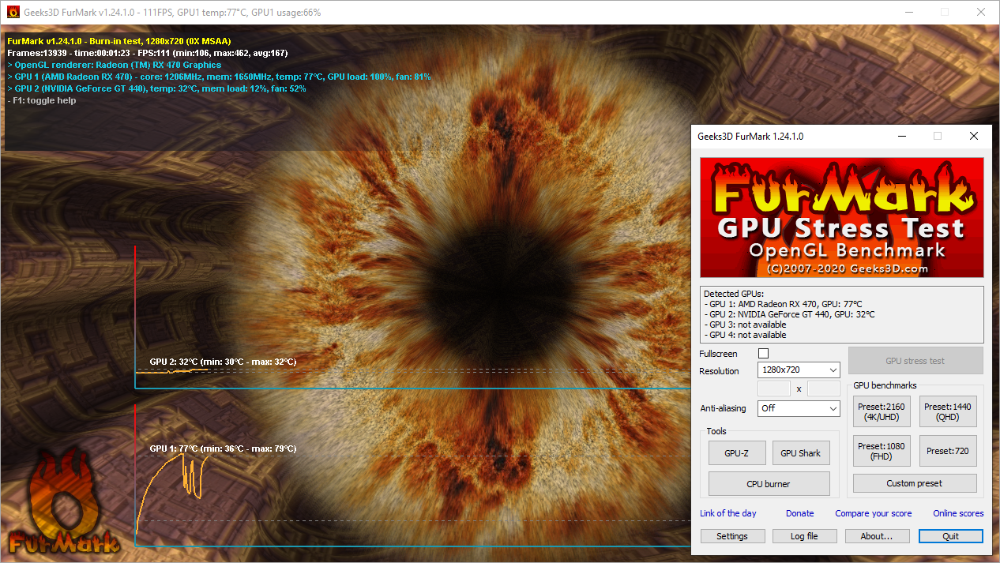 Geeks3D FurMark v1.24.1.0 - 111FPS, GPU1 temp:77°C, GPU1 usage:66%
FurMark v1.24.1.0 - Burn-in test, 1280x720 (0X MSAA)
Frames:13939 - time:00:01:23 - FPS:111 (min:106, max:462, avg:167)
> OpenGL renderer: Radeon (TM) RX 470 Graphics
> GPU 1 (AMD Radeon RX 470) - core: 1206MHz, mem: 1650MHz, temp: 77°C, GPU load: 100%, fan: 81%
> GPU 2 (NVIDIA GeForce GT 440), temp: 32°C, mem load: 12%, fan: 52%
- F1: toggle help
GPU 2: 32°C (min: 30°C - max: 32°C)
GPU 1: 77°C (min: 36°C - max: 79°C)
FurMark
Geeks3D FurMark 1.24.1.0
FurMark
GPU Stress Test
OpenGL Benchmark
(C)2007-2020 Geeks3D.com
Detected GPUs:
- GPU 1: AMD Radeon RX 470, GPU: 77°C
- GPU 2: NVIDIA GeForce GT 440, GPU: 32°C
- GPU 3: not available
- GPU 4: not available
Fullscreen
Resolution
1280x720
x
Anti-aliasing
Off
GPU stress test
GPU benchmarks
Preset:2160
(4K/UHD)
Preset:1440
(QHD)
Preset:1080
(FHD)
Preset:720
Custom preset
Tools
GPU-Z
GPU Shark
CPU burner
Link of the day
Donate
Compare your score
Online scores
Settings
Log file
About...
Quit